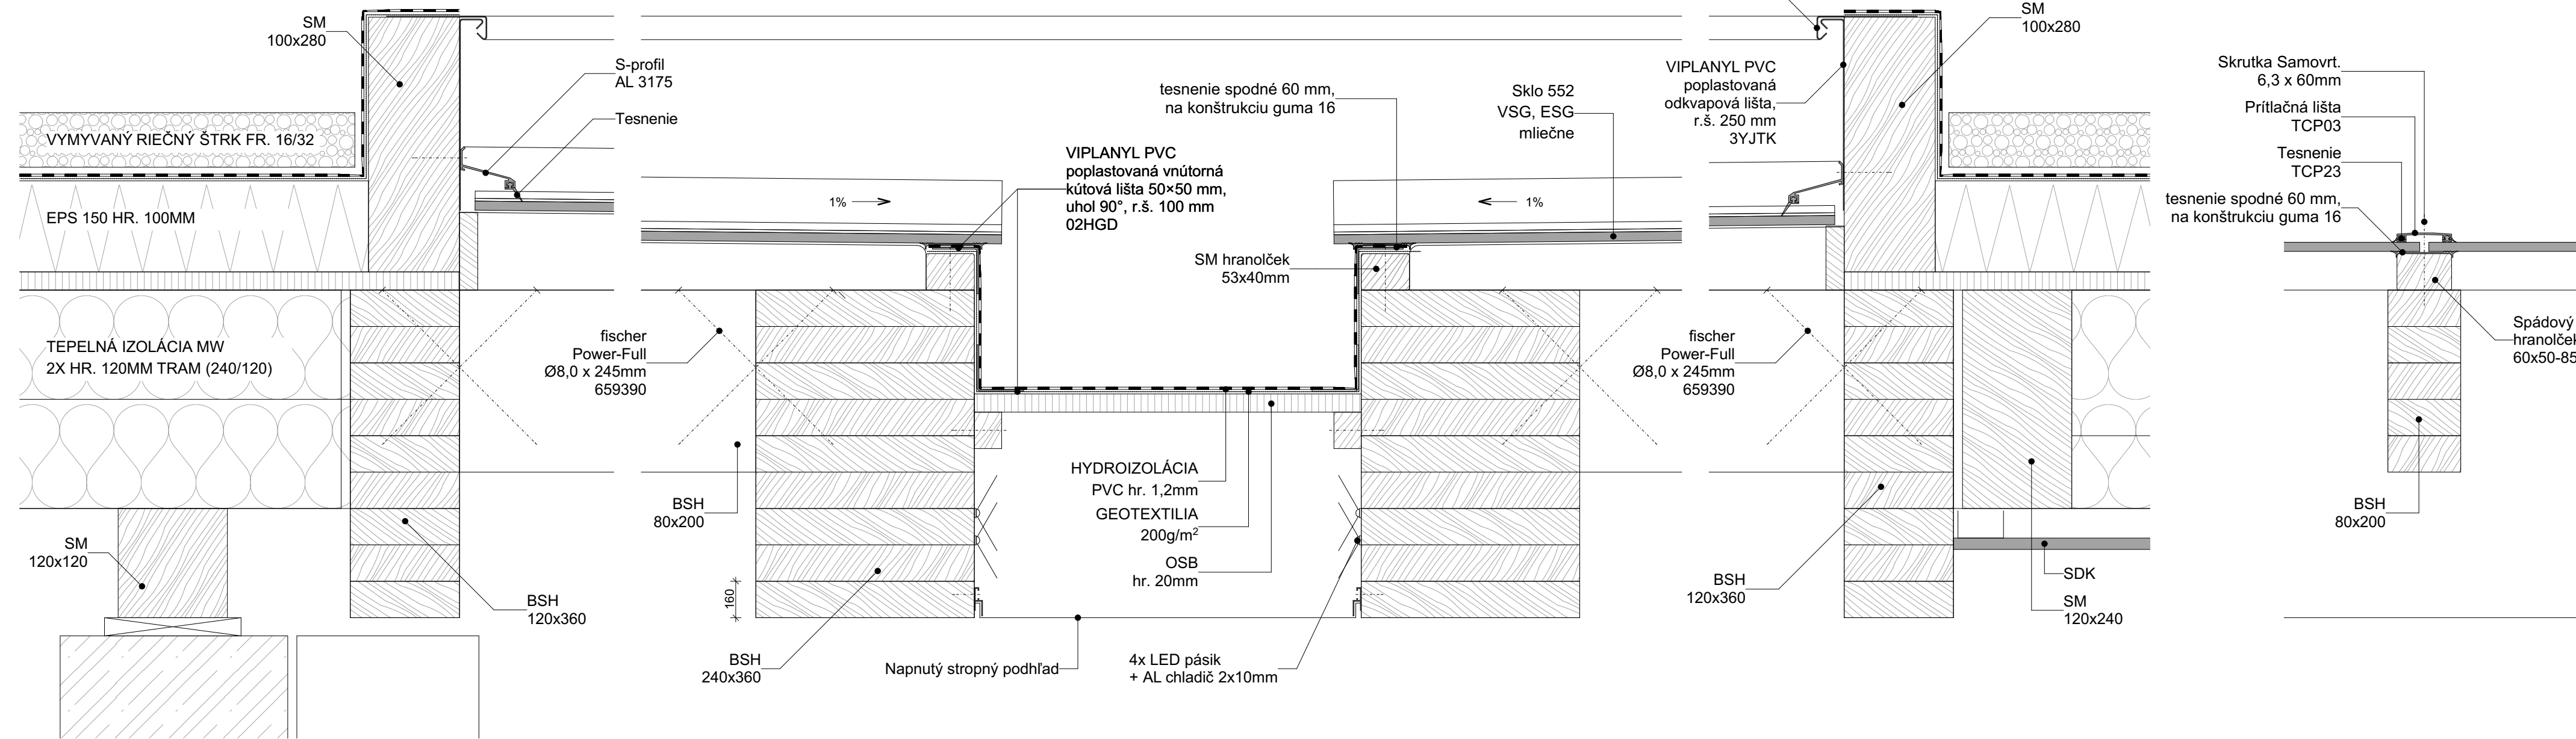 SM
100x280
S-profil
AL 3175
Tesnenie
VYMYVANÝ RIEČNÝ ŠTRK FR. 16/32
EPS 150 HR. 100MM
TEPELNÁ IZOLÁCIA MW
2X HR. 120MM TRAM (240/120)
SM
120x120
BSH
120x360
fischer
Power-Full
Ø8,0 x 245mm
659390
BSH
80x200
160
BSH
240x360
1%
VIPLANYL PVC
poplastovaná vnútorná
kútová lišta 50×50 mm,
uhol 90°, r.š. 100 mm
02HGD
tesnenie spodné 60 mm,
na konštrukciu guma 16
Sklo 552
VSG, ESG
mliečne
1%
SM hranolček
53x40mm
HYDROIZOLÁCIA
PVC hr. 1,2mm
GEOTEXTILIA
200g/m²
OSB
hr. 20mm
Napnutý stropný podhľad
4x LED pásik
+ AL chladič 2x10mm
VIPLANYL PVC
poplastovaná
odkvapová lišta,
r.š. 250 mm
3YJTK
SM
100x280
fischer
Power-Full
Ø8,0 x 245mm
659390
BSH
120x360
SDK
SM
120x240
Skrutka Samovrt.
6,3 x 60mm
Prítlačná lišta
TCP03
Tesnenie
TCP23
tesnenie spodné 60 mm,
na konštrukciu guma 16
Spádový
hranolček
60x50-85
BSH
80x200